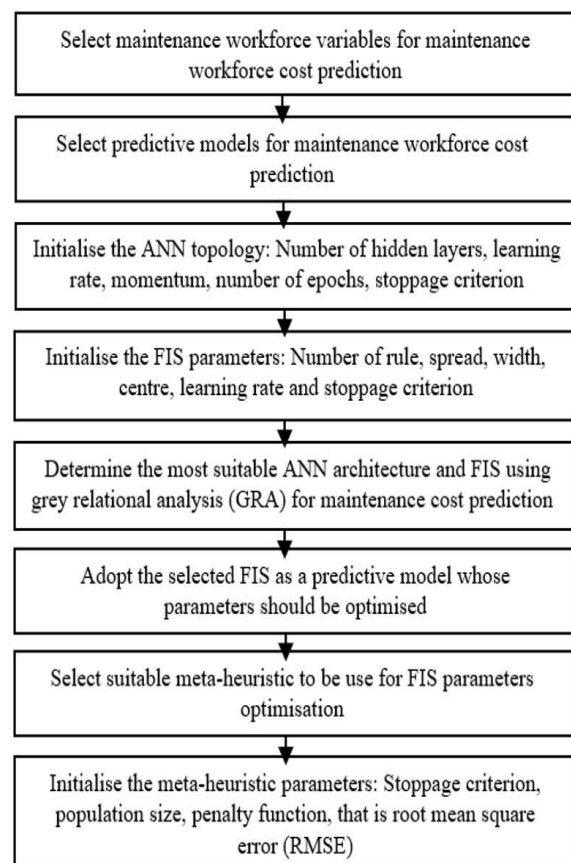 Select maintenance workforce variables for maintenance
workforce cost prediction
Select predictive models for maintenance workforce cost
prediction
Initialise the ANN topology: Number of hidden layers, learning
rate, momentum, number of epochs, stoppage criterion
Initialise the FIS parameters: Number of rule, spread, width,
centre, learning rate and stoppage criterion
Determine the most suitable ANN architecture and FIS using
grey relational analysis (GRA) for maintenance cost prediction
Adopt the selected FIS as a predictive model whose
parameters should be optimised
Select suitable meta-heuristic to be use for FIS parameters
optimisation
Initialise the meta-heuristic parameters: Stoppage criterion,
population size, penalty function, that is root mean square
error (RMSE)